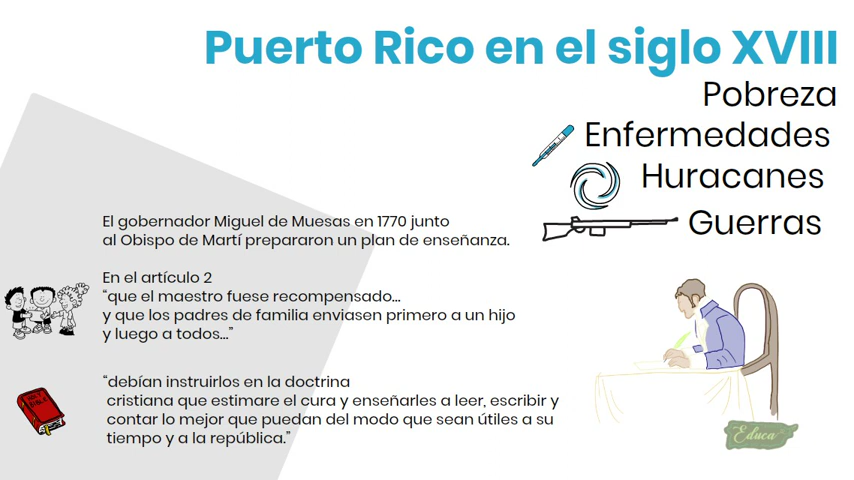 Puerto Rico en el siglo XVIII
Pobreza
Enfermedades
Huracanes
Guerras
El gobernador Miguel de Muesas en 1770 junto
al Obispo de Martí prepararon un plan de enseñanza.
En el artículo 2
“que el maestro fuese recompensado...
y que los padres de familia enviasen primero a un hijo
y luego a todos...”
“debían instruirlos en la doctrina
cristiana que estimare el cura y enseñarles a leer, escribir y
contar lo mejor que puedan del modo que sean útiles a su
tiempo y a la república.”
HOLY
BIBLE
Educa